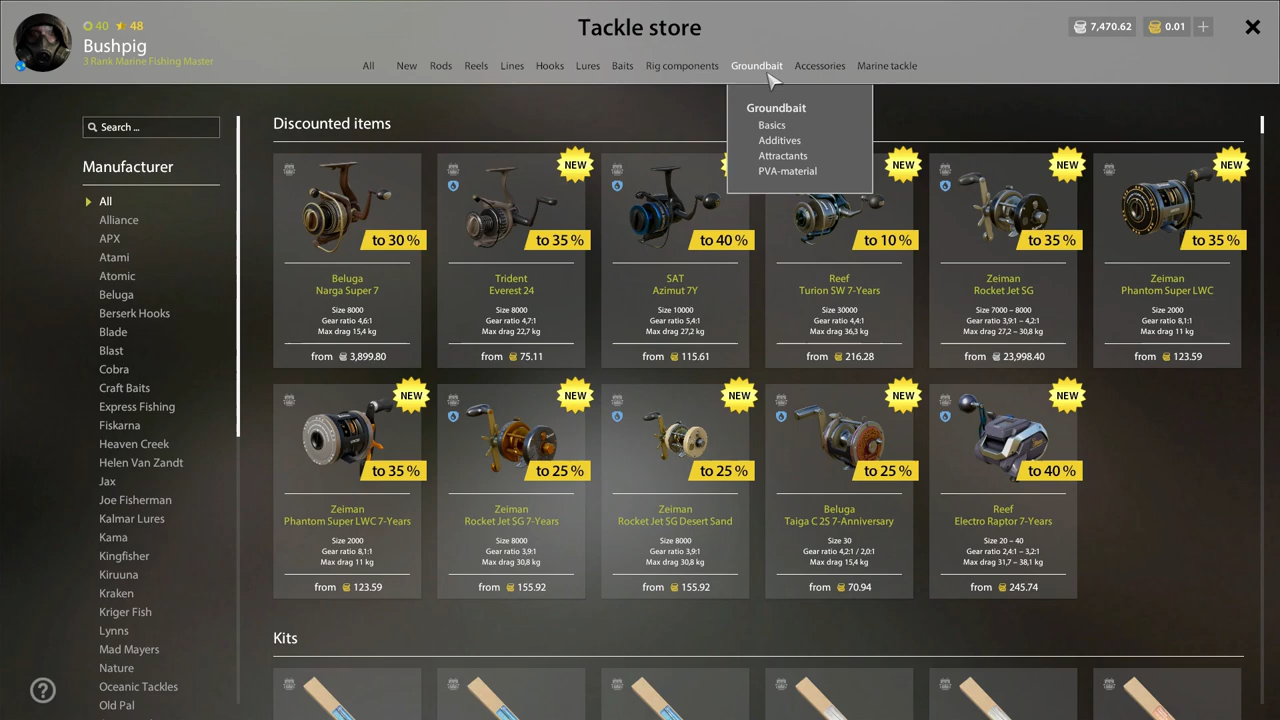 40 48
Bushpig
3 Rank Marine Fishing Master
Tackle store
7,470.62 0.01 +
All New Rods Reels Lines Hooks Lures Baits Rig components Groundbait Accessories Marine tackle
Groundbait
Basics
Additives
Attractants
PVA-material
Search ...
Manufacturer
All
Alliance
APX
Atami
Atomic
Beluga
Berserk Hooks
Blade
Blast
Cobra
Craft Baits
Express Fishing
Fiskarna
Heaven Creek
Helen Van Zandt
Jax
Joe Fisherman
Kalmar Lures
Kama
Kingfisher
Kiruuna
Kraken
Kriger Fish
Lynns
Mad Mayers
Nature
Oceanic Tackles
Old Pal
?
Discounted items
to 30 %
Beluga
Narga Super 7
Size 8000
Gear ratio 4,6:1
Max drag 15,4 kg
from 3,899.80
NEW
to 35 %
Trident
Everest 24
Size 8000
Gear ratio 4,7:1
Max drag 22,7 kg
from 75.11
to 40 %
SAT
Azimut 7Y
Size 10000
Gear ratio 5,4:1
Max drag 27,2 kg
from 115.61
NEW
to 10 %
Reef
Turion SW 7-Years
Size 30000
Gear ratio 4,4:1
Max drag 36,3 kg
from 216.28
NEW
to 35 %
Zeiman
Rocket Jet SG
Size 7000 – 8000
Gear ratio 3,9:1 – 4,2:1
Max drag 27,2 – 30,8 kg
from 23,998.40
NEW
to 35 %
Zeiman
Phantom Super LWC
Size 2000
Gear ratio 8,1:1
Max drag 11 kg
from 123.59
NEW
to 35 %
Zeiman
Phantom Super LWC 7-Years
Size 2000
Gear ratio 8,1:1
Max drag 11 kg
from 123.59
NEW
to 25 %
Zeiman
Rocket Jet SG 7-Years
Size 8000
Gear ratio 3,9:1
Max drag 30,8 kg
from 155.92
NEW
to 25 %
Zeiman
Rocket Jet SG Desert Sand
Size 8000
Gear ratio 3,9:1
Max drag 30,8 kg
from 155.92
NEW
to 25 %
Beluga
Taiga C 2S 7-Anniversary
Size 30
Gear ratio 4,2:1 / 2,0:1
Max drag 15,4 kg
from 70.94
NEW
to 40 %
Reef
Electro Raptor 7-Years
Size 20 – 40
Gear ratio 2,4:1 – 3,2:1
Max drag 31,7 – 38,1 kg
from 245.74
Kits